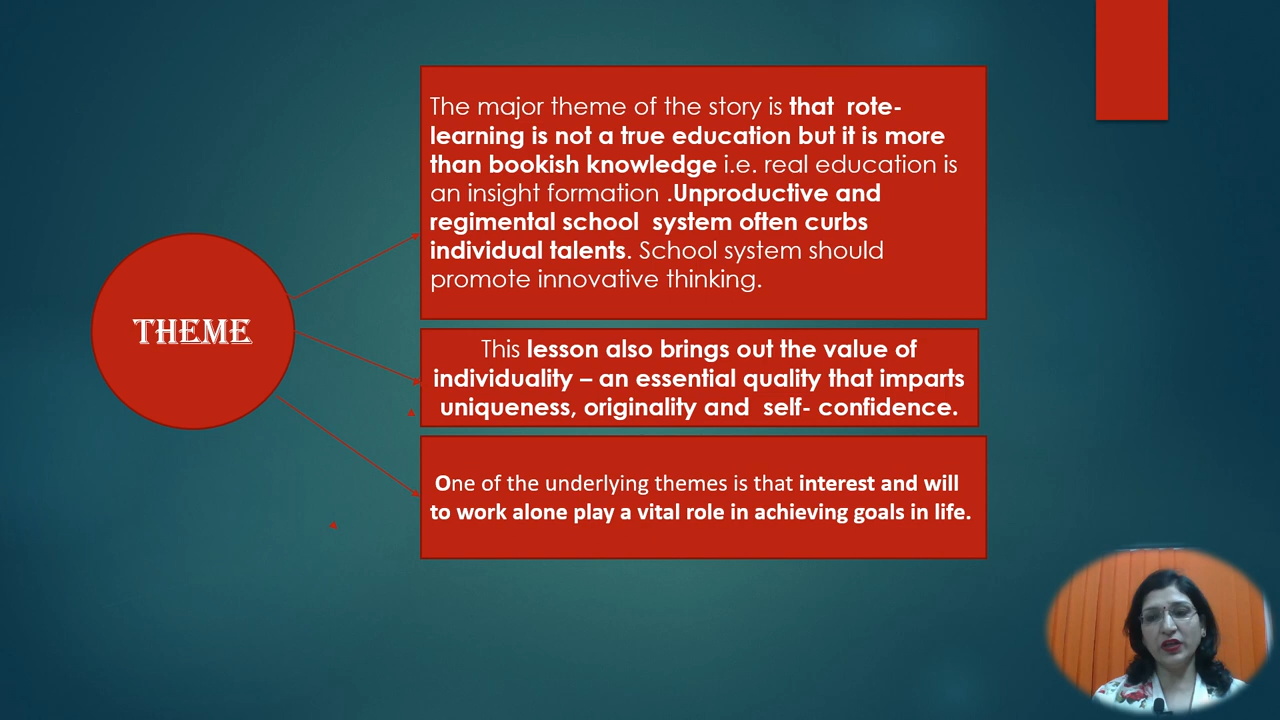 THEME
The major theme of the story is that rote-
learning is not a true education but it is more
than bookish knowledge i.e. real education is
an insight formation .Unproductive and
regimental school system often curbs
individual talents. School system should
promote innovative thinking.
This lesson also brings out the value of
individuality – an essential quality that imparts
uniqueness, originality and self- confidence.
One of the underlying themes is that interest and will
to work alone play a vital role in achieving goals in life.